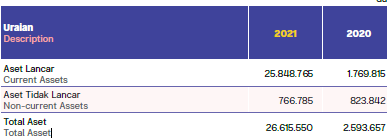 Uraian 2021 2020
Description
Aset Lancar 25.848.765 1.769.815
Current Assets
Aset Tidak Lancar 766.785 823.842
Non-current Assets
Total Aset 26.615.550 2.593.657
Total Asset